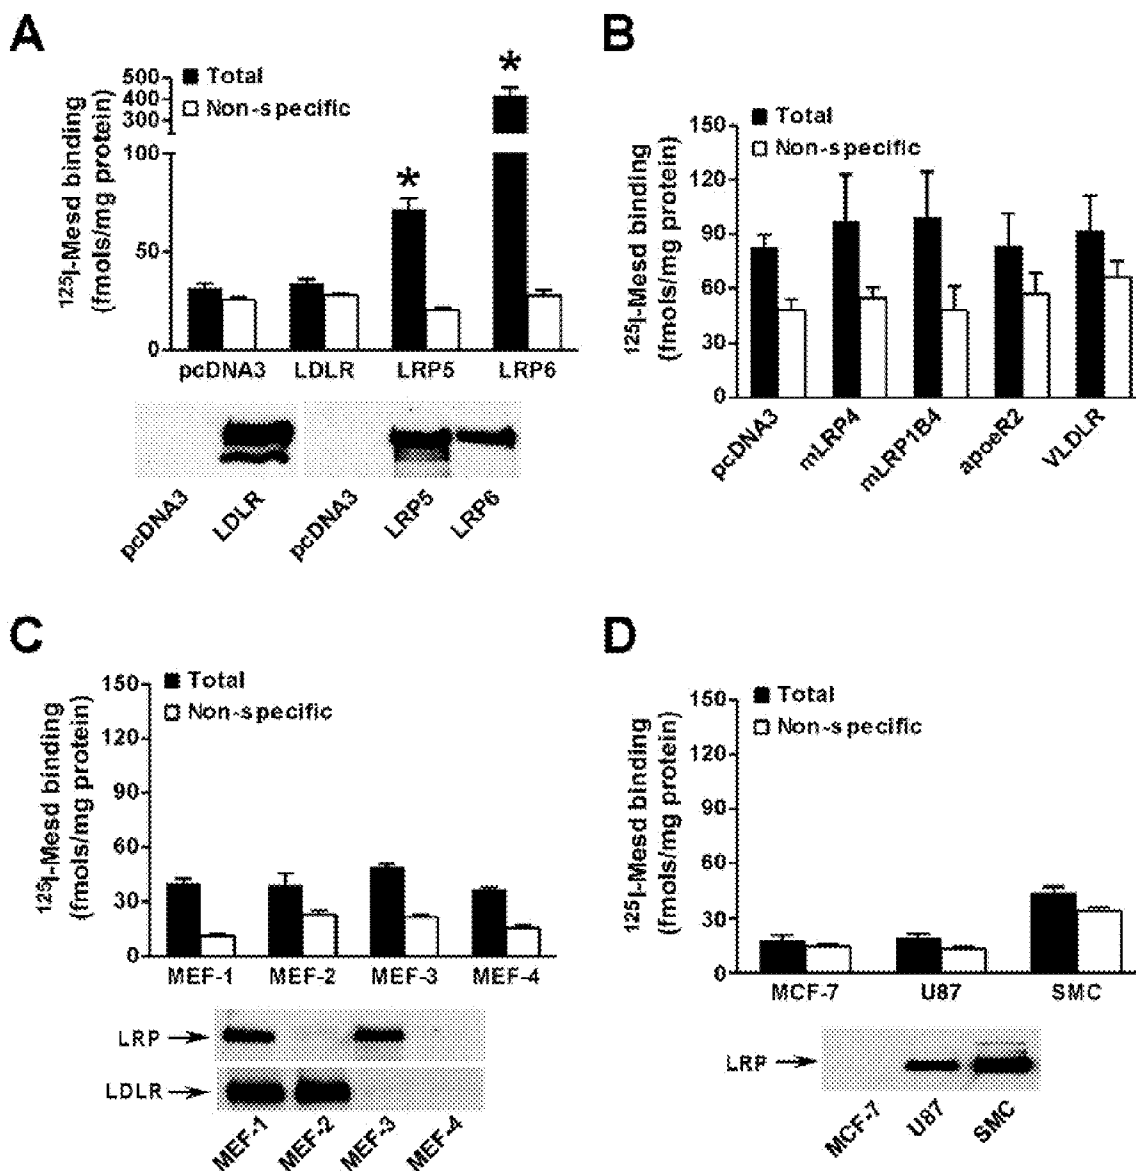 A
Total
Non-specific
*
*
¹²⁵I-Mesd binding
(fmols/mg protein)
500
400
300
100
50
0
pcDNA3 LDLR LRP5 LRP6
pcDNA3 LDLR pcDNA3 LRP5 LRP6
B
Total
Non-specific
¹²⁵I-Mesd binding
(fmols/mg protein)
150
120
90
60
30
0
pcDNA3 mLRP4 mLRP1B4 apoeR2 VLDLR
C
Total
Non-specific
¹²⁵I-Mesd binding
(fmols/mg protein)
150
120
90
60
30
0
MEF-1 MEF-2 MEF-3 MEF-4
LRP
LDLR
MEF-1 MEF-2 MEF-3 MEF-4
D
Total
Non-specific
¹²⁵I-Mesd binding
(fmols/mg protein)
150
120
90
60
30
0
MCF-7 U87 SMC
LRP
MCF-7 U87 SMC